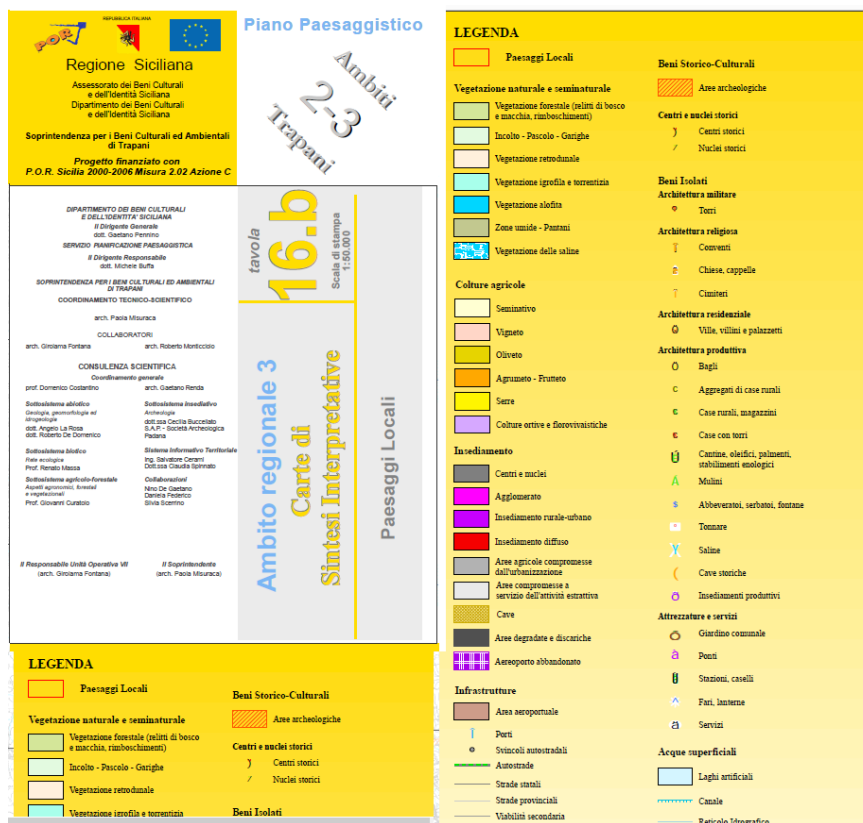 REPUBBLICA ITALIANA
POR
Regione Siciliana
Assessorato dei Beni Culturali
e dell'Identità Siciliana
Dipartimento dei Beni Culturali
e dell'Identità Siciliana
Soprintendenza per i Beni Culturali ed Ambientali
di Trapani
Progetto finanziato con
P.O.R. Sicilia 2000-2006 Misura 2.02 Azione C
Piano Paesaggistico
Ambiti
2-3
Trapani
DIPARTIMENTO DEI BENI CULTURALI
E DELL'IDENTITA' SICILIANA
Il Dirigente Generale
dott. Gaetano Pennino
SERVIZIO PIANIFICAZIONE PAESAGGISTICA
Il Dirigente Responsabile
dott. Michele Buffa
SOPRINTENDENZA PER I BENI CULTURALI ED AMBIENTALI
DI TRAPANI
COORDINAMENTO TECNICO-SCIENTIFICO
arch. Paola Misuraca
COLLABORATORI
arch. Girolama Fontana arch. Roberto Monticciolo
CONSULENZA SCIENTIFICA
Coordinamento generale
prof. Domenico Costantino arch. Gaetano Renda
Sottosistema abiotico
Geologia, geomorfologia ed
idrogeologia
dott. Angelo La Rosa
dott. Roberto De Domenico
Sottosistema insediativo
Archeologia
dott.ssa Cecilia Buccellato
S.A.P. - Società Archeologica
Padana
Sottosistema biotico
Rete ecologica
Prof. Renato Massa
Sistema Informativo Territoriale
Ing. Salvatore Cerami
Dott.ssa Claudia Spinnato
Sottosistema agricolo-forestale
Aspetti agronomici, forestali
e vegetazionali
Prof. Giovanni Curatolo
Collaborazioni
Nino De Gaetano
Daniela Federico
Silvia Scerrino
Il Responsabile Unità Operativa VII
(arch. Girolama Fontana)
Il Soprintendente
(arch. Paola Misuraca)
tavola
16.b
Scala di stampa
1:50.000
Ambito regionale 3
Carte di
Sintesi Interpretative
Paesaggi Locali
LEGENDA
Paesaggi Locali
Vegetazione naturale e seminaturale
Vegetazione forestale (relitti di bosco
e macchia, rimboschimenti)
Incolto - Pascolo - Garighe
Vegetazione retrodunale
Vegetazione igrofila e torrentizia
Beni Storico-Culturali
Aree archeologiche
Centri e nuclei storici
Centri storici
Nuclei storici
Beni Isolati
LEGENDA
Paesaggi Locali
Vegetazione naturale e seminaturale
Vegetazione forestale (relitti di bosco
e macchia, rimboschimenti)
Incolto - Pascolo - Garighe
Vegetazione retrodunale
Vegetazione igrofila e torrentizia
Vegetazione alofita
Zone umide - Pantani
Vegetazione delle saline
Colture agricole
Seminativo
Vigneto
Oliveto
Agrumeto - Frutteto
Serre
Colture ortive e florovivaistiche
Insediamento
Centri e nuclei
Agglomerato
Insediamento rurale-urbano
Insediamento diffuso
Aree agricole compromesse
dall'urbanizzazione
Aree compromesse a
servizio dell'attività estrattiva
Cave
Aree degradate e discariche
Aereoporto abbandonato
Infrastrutture
Area aeroportuale
Porti
Svincoli autostradali
Autostrade
Strade statali
Strade provinciali
Viabilità secondaria
Beni Storico-Culturali
Aree archeologiche
Centri e nuclei storici
Centri storici
Nuclei storici
Beni Isolati
Architettura militare
Torri
Architettura religiosa
Conventi
Chiese, cappelle
Cimiteri
Architettura residenziale
Ville, villini e palazzetti
Architettura produttiva
Bagli
Aggregati di case rurali
Case rurali, magazzini
Case con torri
Cantine, oleifici, palmenti,
stabilimenti enologici
Mulini
Abbeveratoi, serbatoi, fontane
Tonnare
Saline
Cave storiche
Insediamenti produttivi
Attrezzature e servizi
Giardino comunale
Ponti
Stazioni, caselli
Fari, lanterne
Servizi
Acque superficiali
Laghi artificiali
Canale
Reticolo Idrografico